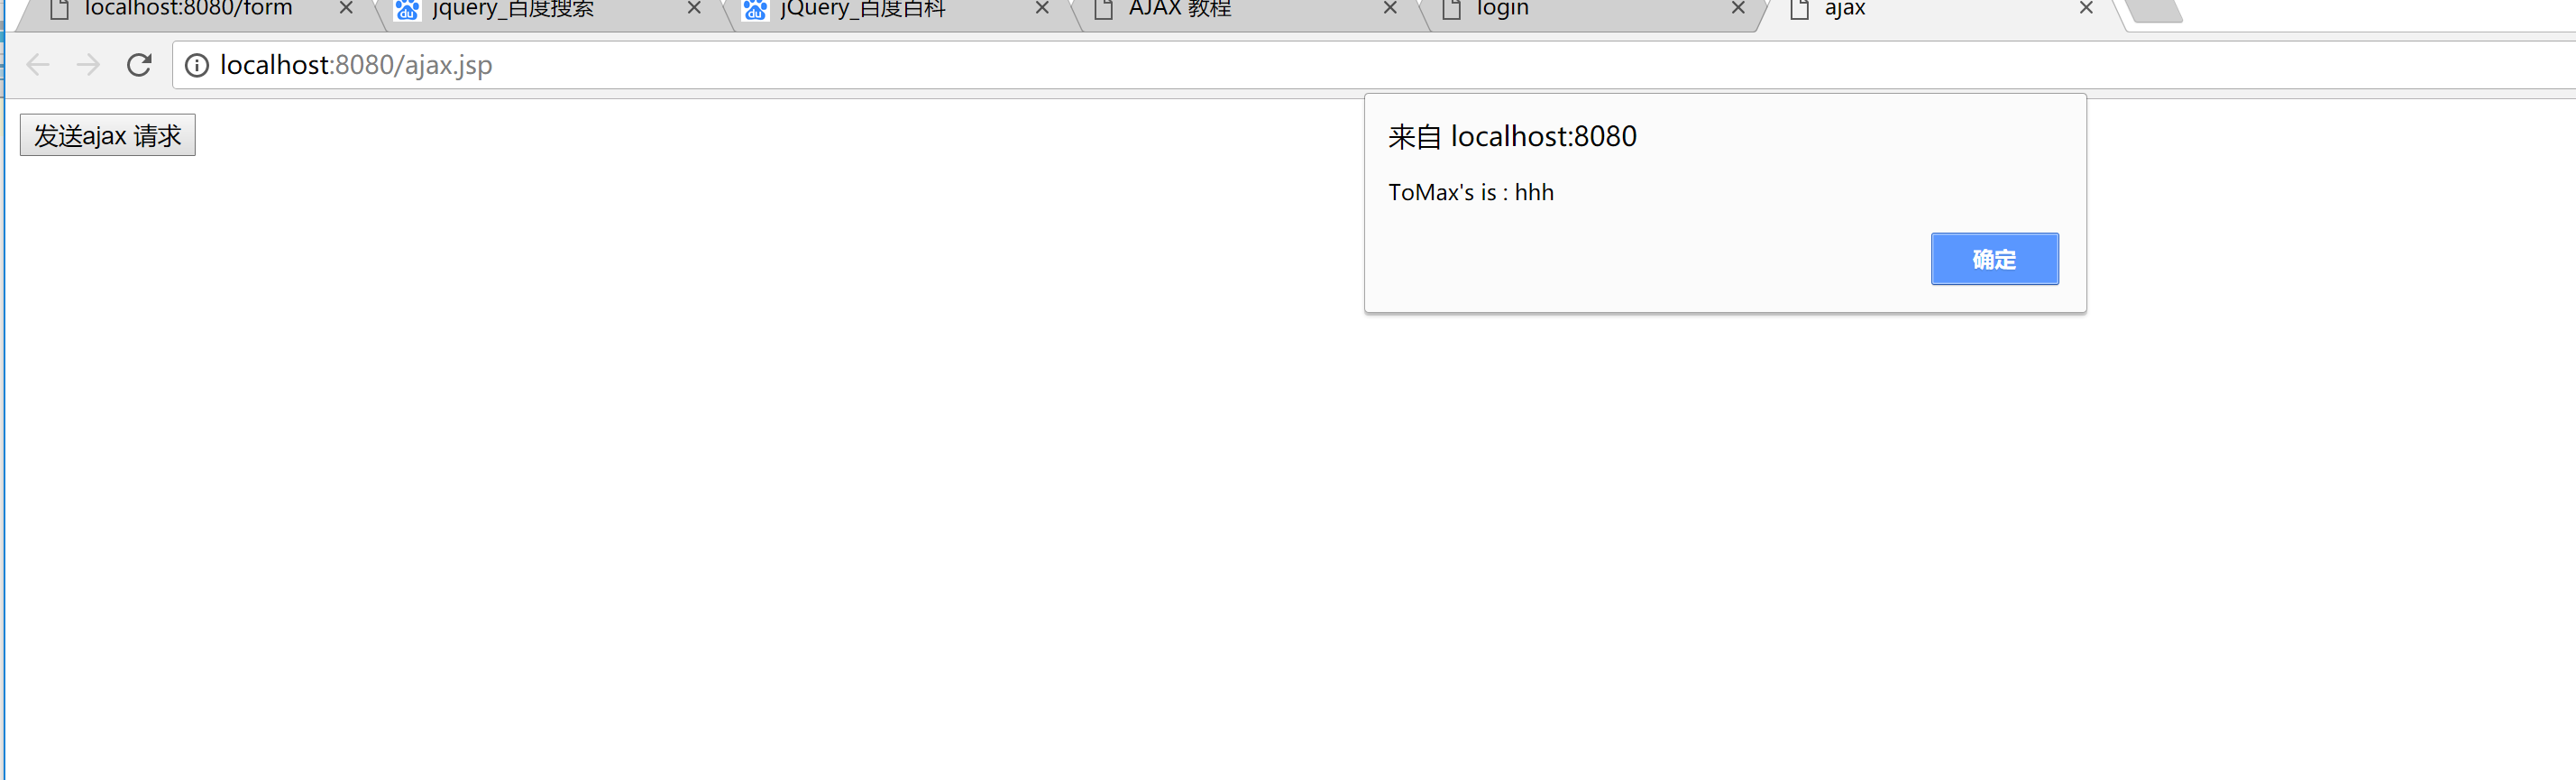 localhost:8080/form
jquery_百度搜索
jQuery_百度百科
AJAX 教程
login
ajax
localhost:8080/ajax.jsp
发送ajax 请求
来自 localhost:8080
ToMax's is : hhh
确定